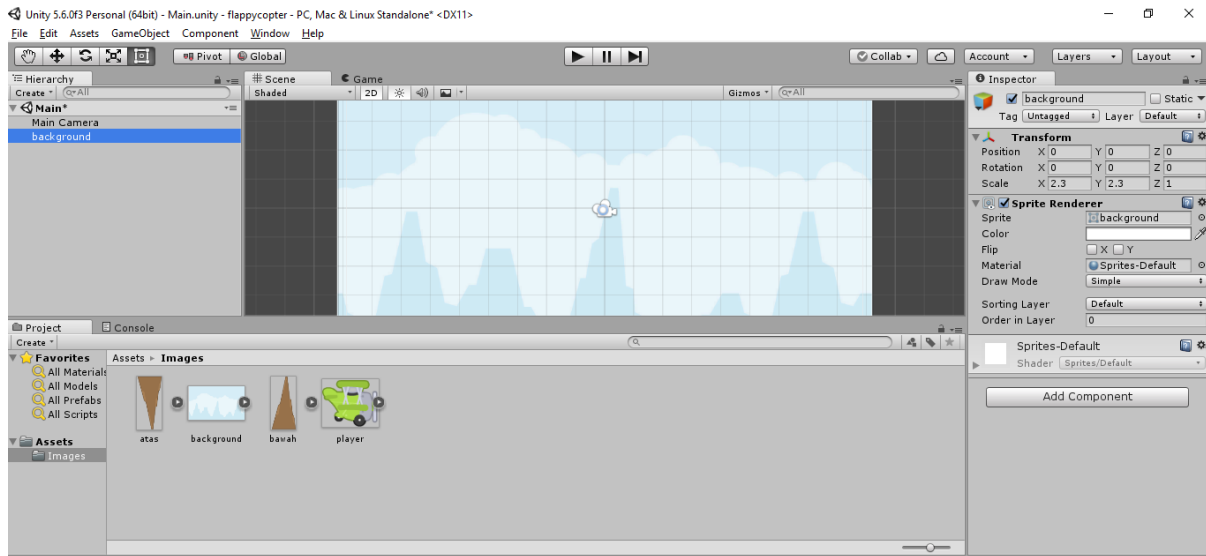 Unity 5.6.0f3 Personal (64bit) - Main.unity - flappycopter - PC, Mac & Linux Standalone* <DX11>
File Edit Assets GameObject Component Window Help
Pivot Global Collab Account Layers Layout
Hierarchy
Create All
Main*
Main Camera
background
Scene Game
Shaded 2D Gizmos All
Inspector
background Static
Tag Untagged Layer Default
Transform
Position X 0 Y 0 Z 0
Rotation X 0 Y 0 Z 0
Scale X 2.3 Y 2.3 Z 1
Sprite Renderer
Sprite background
Color
Flip X Y
Material Sprites-Default
Draw Mode Simple
Sorting Layer Default
Order in Layer 0
Sprites-Default
Shader Sprites/Default
Add Component
Project Console
Create
Favorites
All Materials
All Models
All Prefabs
All Scripts
Assets
Images
Assets Images
atas background bawah player